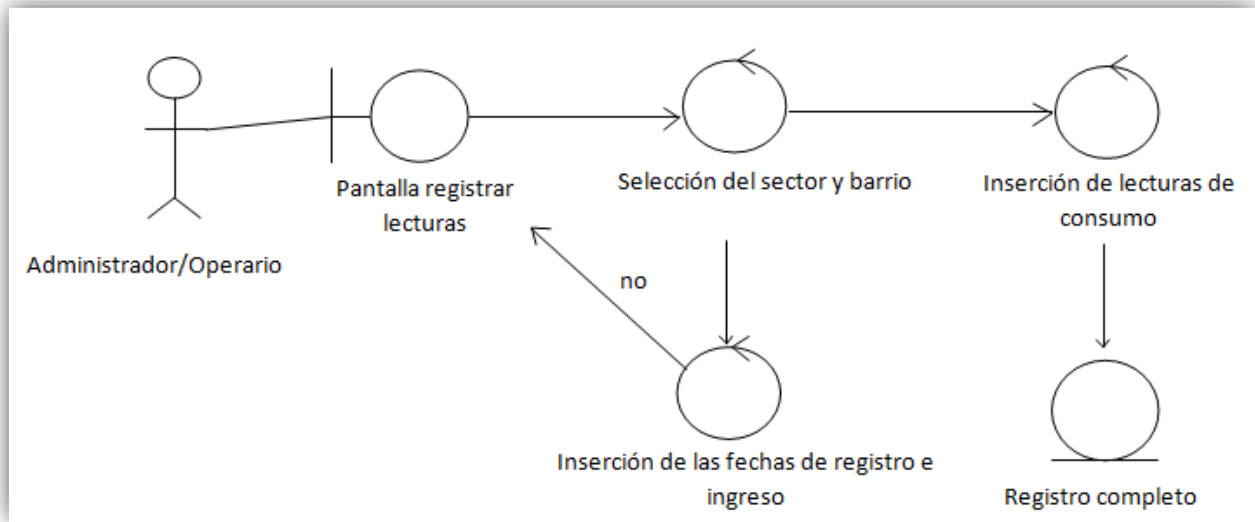 Pantalla registrar
lecturas
Selección del sector y barrio
Inserción de lecturas de
consumo
Administrador/Operario
no
Inserción de las fechas de registro e
ingreso
Registro completo